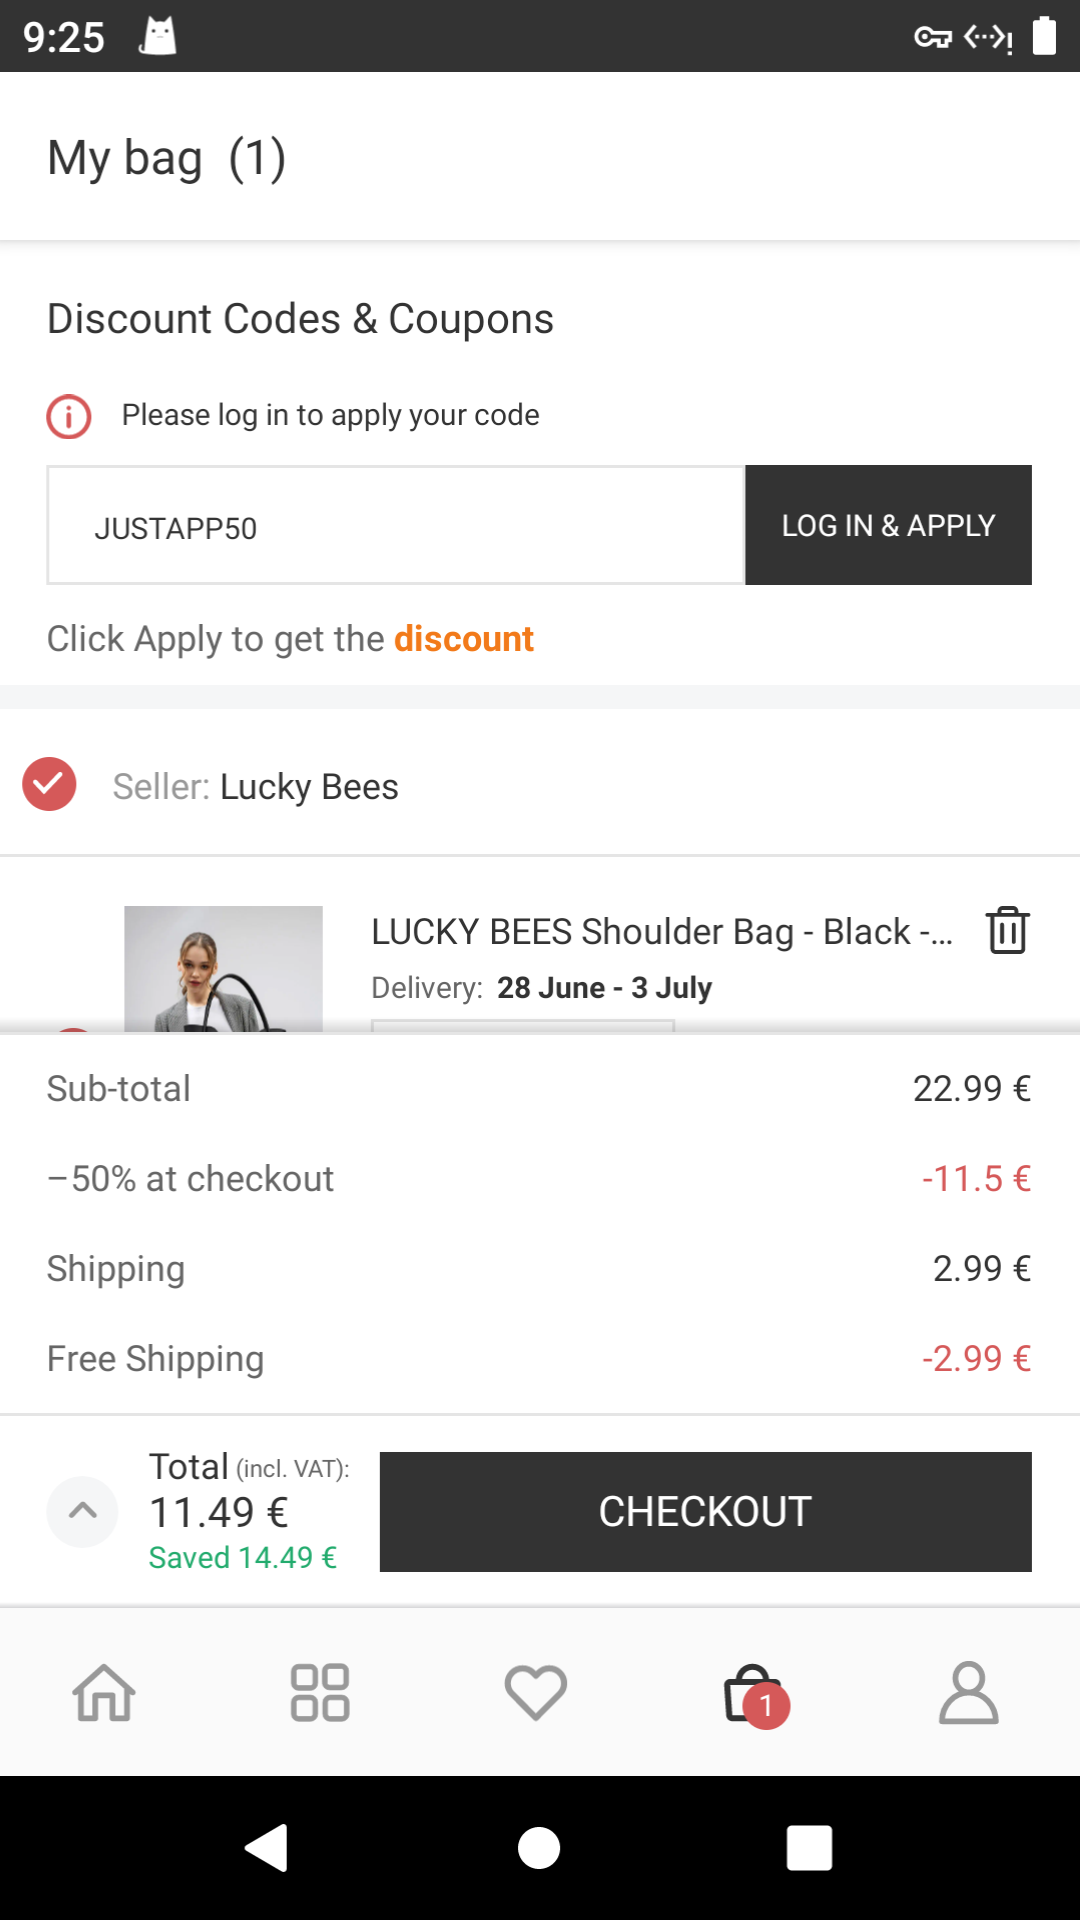 9:25
My bag (1)
Discount Codes & Coupons
Please log in to apply your code
JUSTAPP50
LOG IN & APPLY
Click Apply to get the discount
Seller: Lucky Bees
LUCKY BEES Shoulder Bag - Black -...
Delivery: 28 June - 3 July
Sub-total 22.99 €
–50% at checkout -11.5 €
Shipping 2.99 €
Free Shipping -2.99 €
Total (incl. VAT):
11.49 €
Saved 14.49 €
CHECKOUT
1